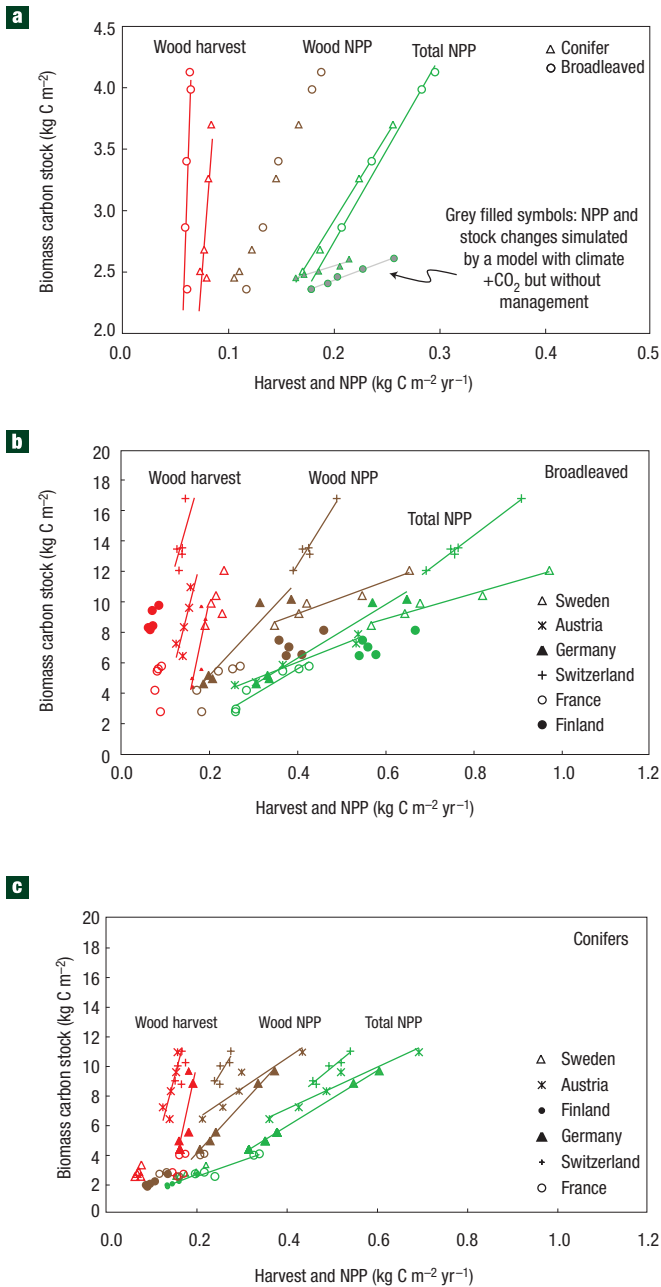 a
Wood harvest Wood NPP Total NPP
Conifer
Broadleaved
Biomass carbon stock (kg C m−2)
4.5
4.0
3.5
3.0
2.5
2.0
Grey filled symbols: NPP and
stock changes simulated
by a model with climate
+CO2 but without
management
0.0 0.1 0.2 0.3 0.4 0.5
Harvest and NPP (kg C m−2 yr−1)
b
Wood harvest Wood NPP Total NPP
Broadleaved
Biomass carbon stock (kg C m−2)
20
18
16
14
12
10
8
6
4
2
0
Sweden
Austria
Germany
Switzerland
France
Finland
0.0 0.2 0.4 0.6 0.8 1.0 1.2
Harvest and NPP (kg C m−2 yr−1)
c
Conifers
Wood harvest Wood NPP Total NPP
Biomass carbon stock (kg C m−2)
20
18
16
14
12
10
8
6
4
2
0
Sweden
Austria
Finland
Germany
Switzerland
France
0.0 0.2 0.4 0.6 0.8 1.0 1.2
Harvest and NPP (kg C m−2 yr−1)